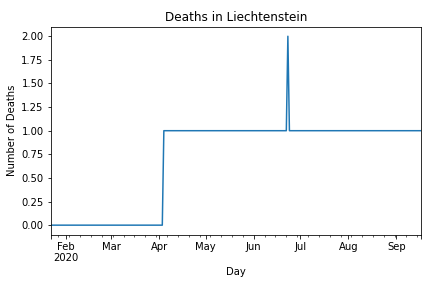 Deaths in Liechtenstein
Number of Deaths
2.00
1.75
1.50
1.25
1.00
0.75
0.50
0.25
0.00
Feb Mar Apr May Jun Jul Aug Sep
2020
Day